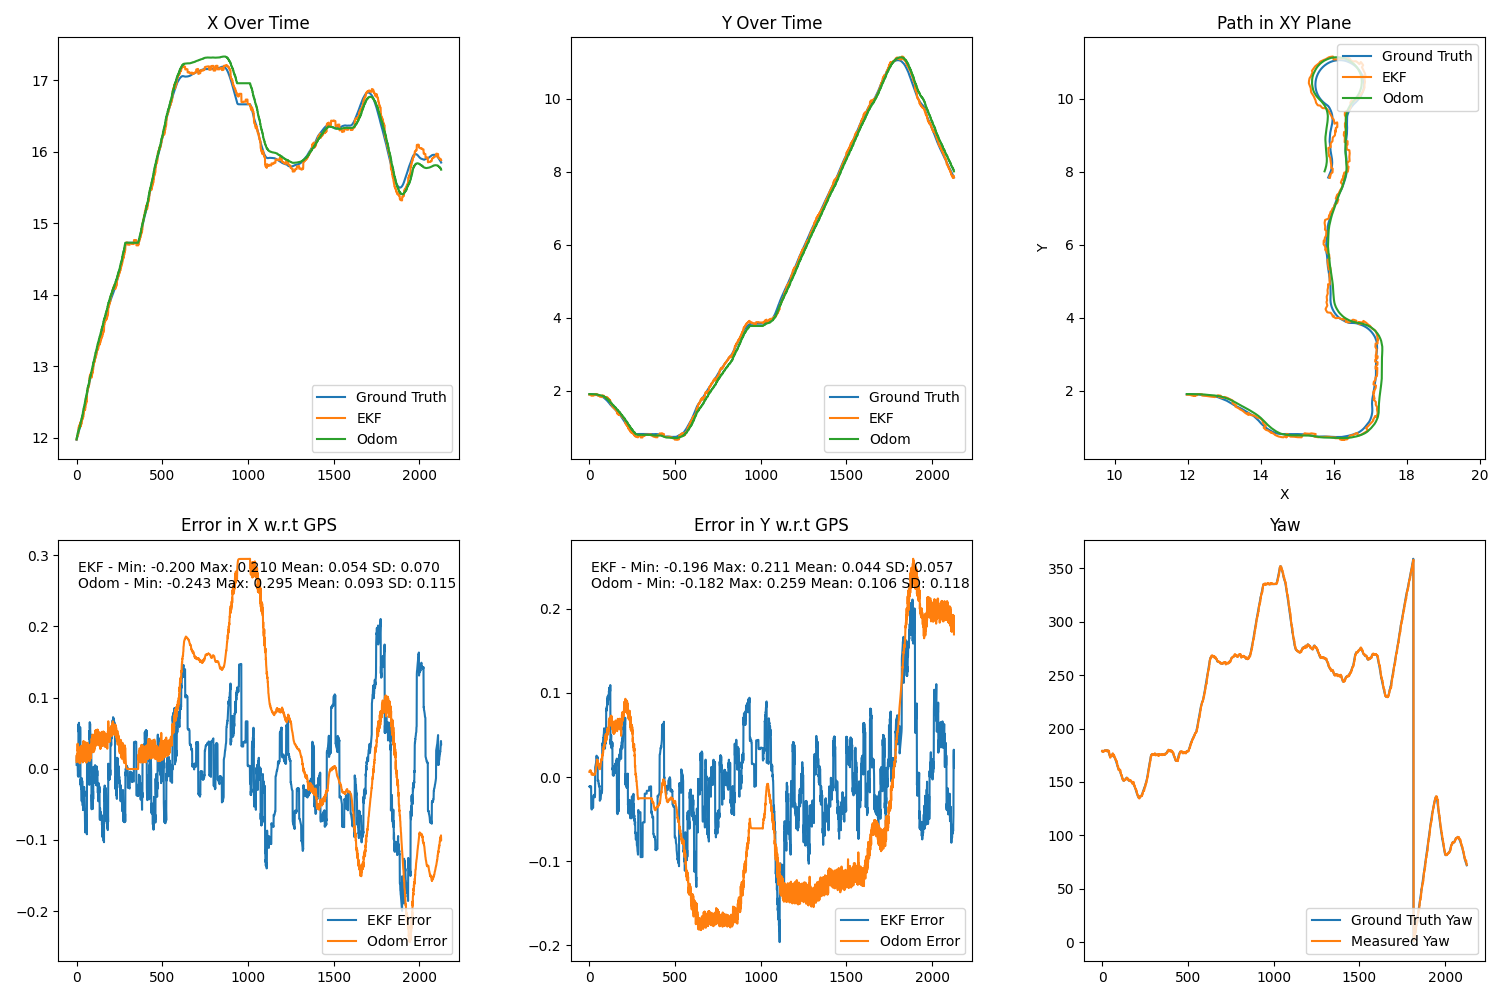 X Over Time
17
16
15
14
13
12
0
500
1000
1500
2000
Ground Truth
EKF
Odom
Y Over Time
10
8
6
4
2
0
500
1000
1500
2000
Ground Truth
EKF
Odom
Path in XY Plane
Y
10
8
6
4
2
10
12
14
16
18
20
X
Ground Truth
EKF
Odom
Error in X w.r.t GPS
EKF - Min: -0.200 Max: 0.210 Mean: 0.054 SD: 0.070
Odom - Min: -0.243 Max: 0.295 Mean: 0.093 SD: 0.115
0.3
0.2
0.1
0.0
−0.1
−0.2
0
500
1000
1500
2000
EKF Error
Odom Error
Error in Y w.r.t GPS
EKF - Min: -0.196 Max: 0.211 Mean: 0.044 SD: 0.057
Odom - Min: -0.182 Max: 0.259 Mean: 0.106 SD: 0.118
0.2
0.1
0.0
−0.1
−0.2
0
500
1000
1500
2000
EKF Error
Odom Error
Yaw
350
300
250
200
150
100
50
0
0
500
1000
1500
2000
Ground Truth Yaw
Measured Yaw